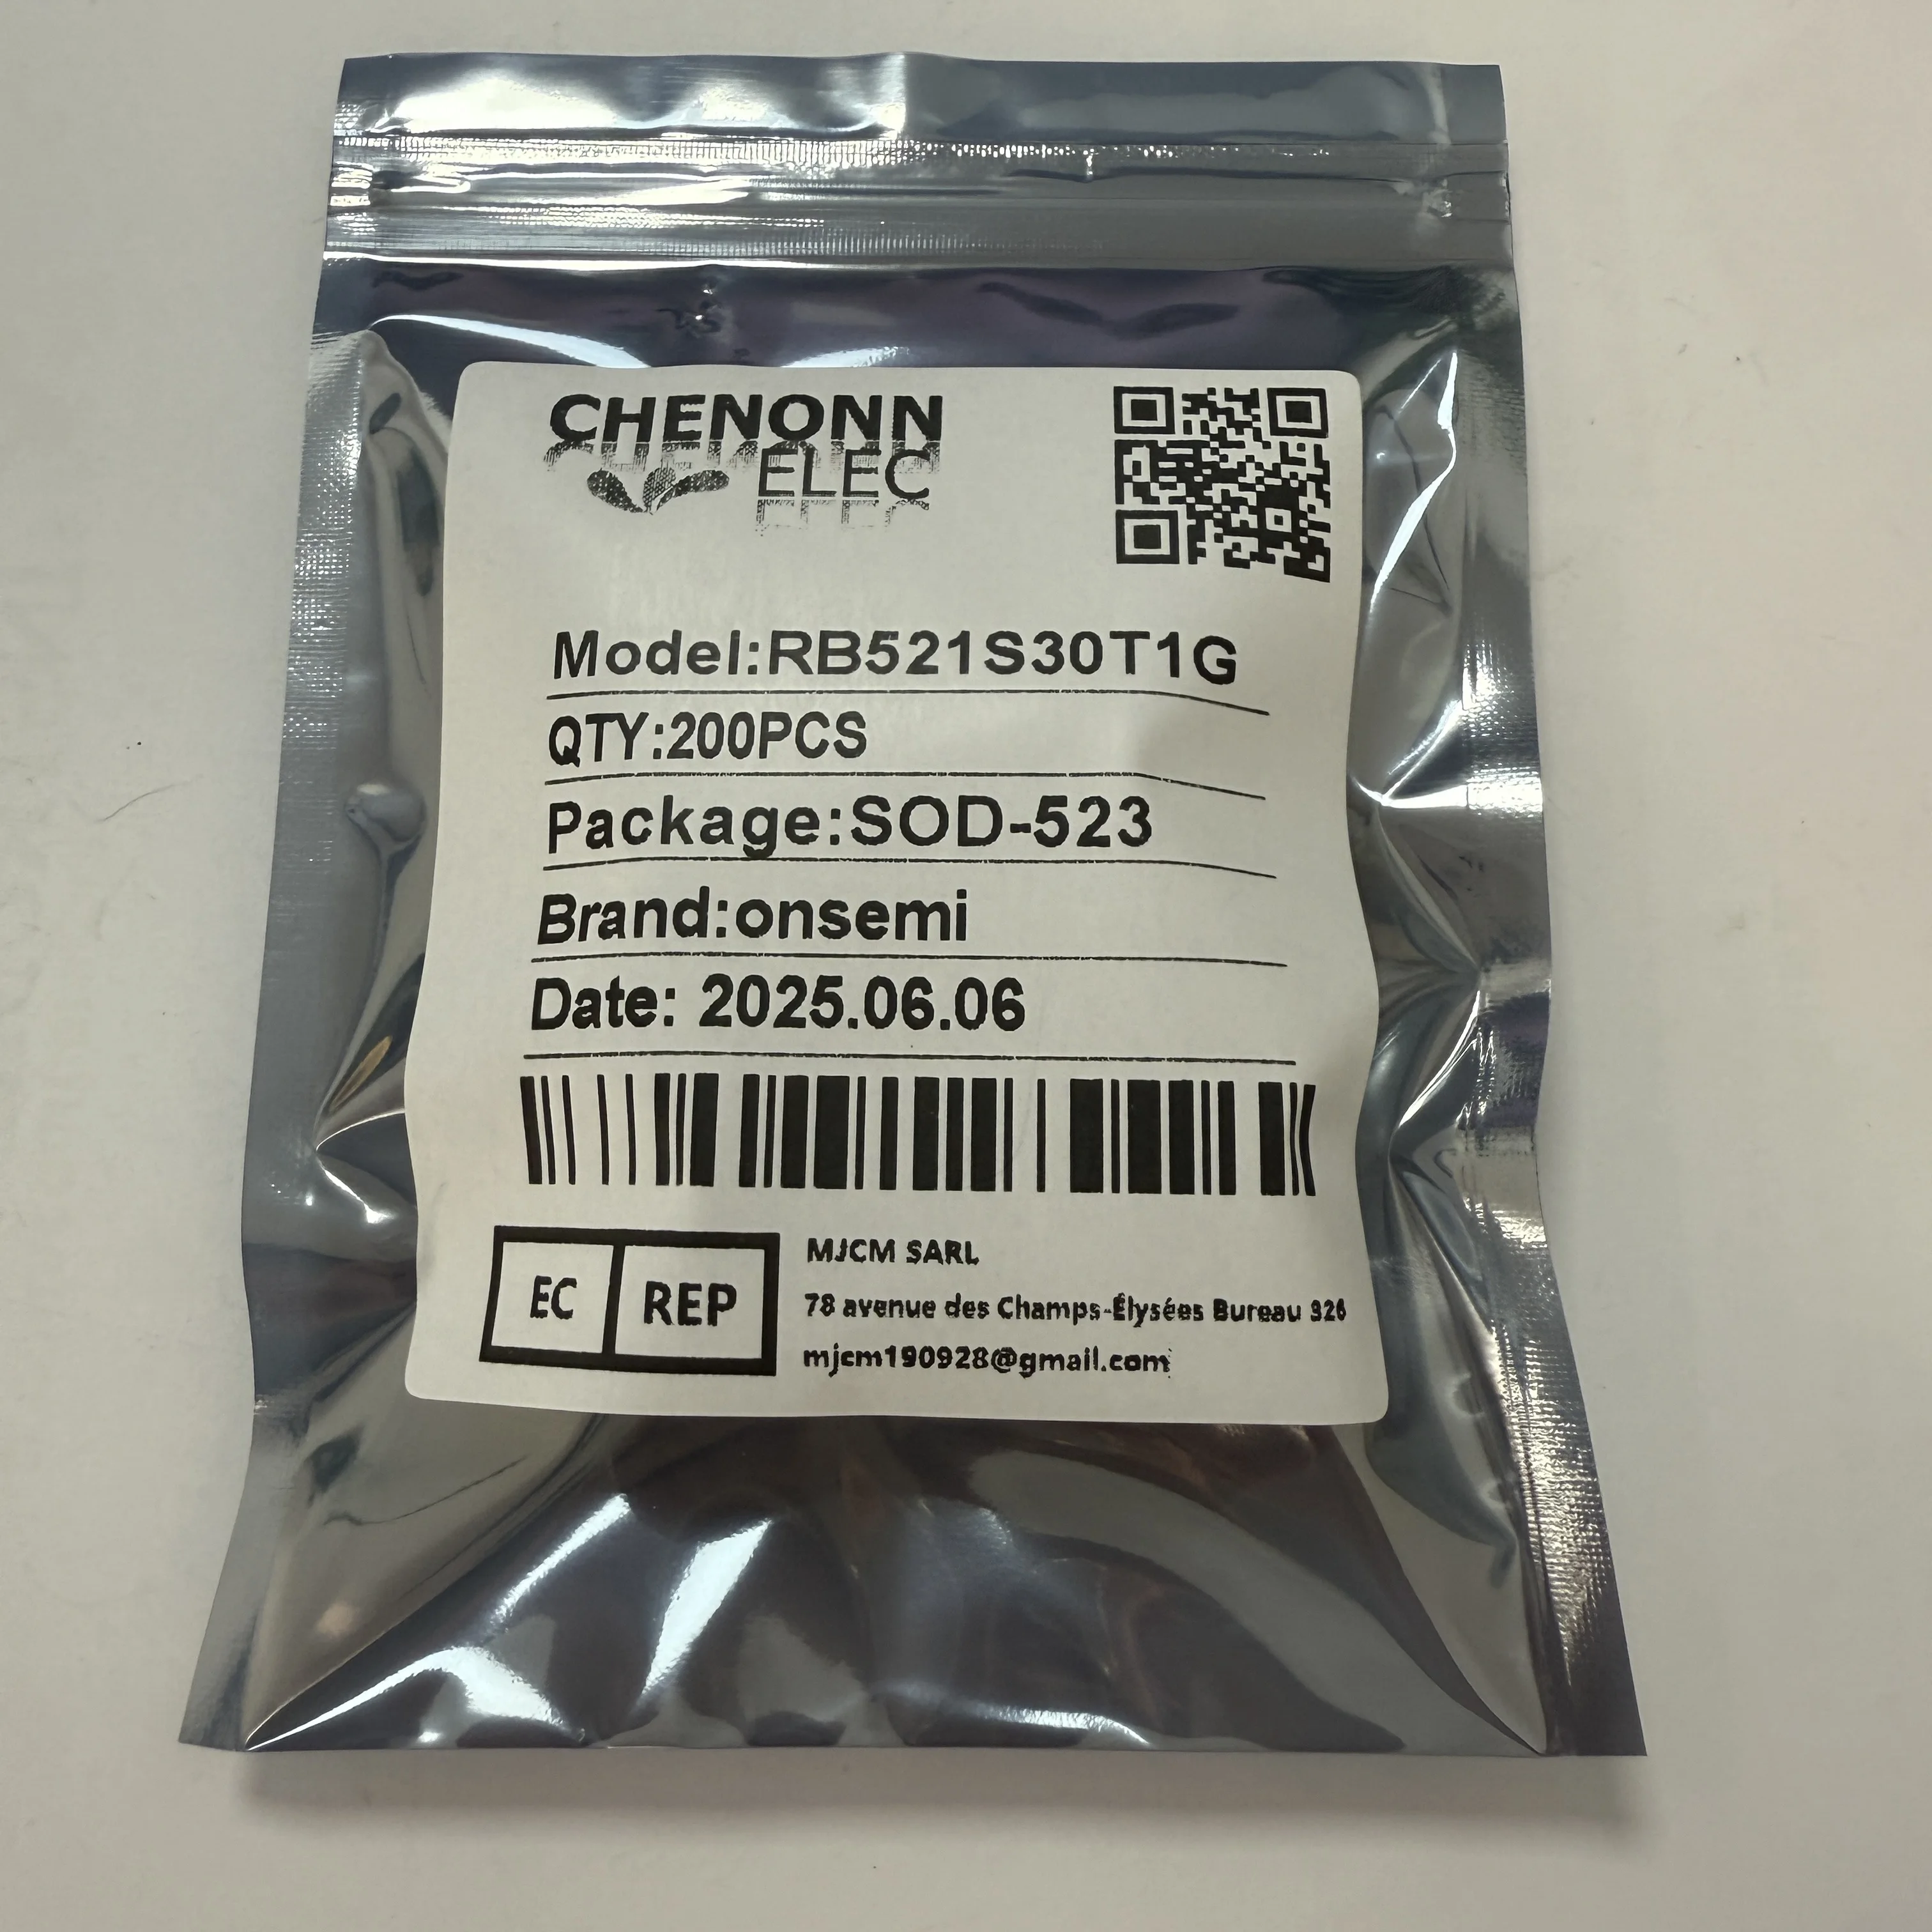 CHENONN
ELEC
Model:RB521S30T1G
QTY:200PCS
Package:SOD-523
Brand:onsemi
Date: 2025.06.06
EC REP
MJCM SARL
78 avenue des Champs-Élysées Bureau 326
mjcm190928@gmail.com